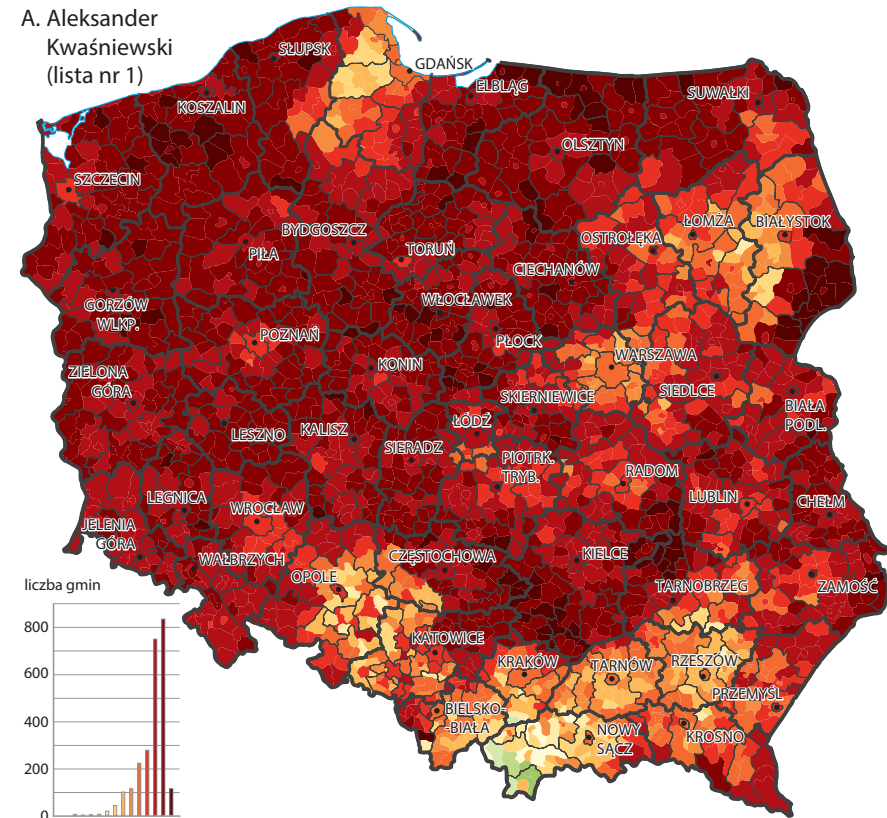 A. Aleksander
Kwaśniewski
(lista nr 1)
SŁUPSK
GDAŃSK
ELBLĄG
SUWAŁKI
KOSZALIN
OLSZTYN
SZCZECIN
BYDGOSZCZ
OSTROŁĘKA
ŁOMŻA
BIAŁYSTOK
PIŁA
TORUŃ
CIECHANÓW
GORZÓW
WLKP.
WŁOCŁAWEK
POZNAŃ
PŁOCK
WARSZAWA
ZIELONA
GÓRA
KONIN
SKIERNIEWICE
SIEDLCE
BIAŁA
PODL.
LESZNO
KALISZ
SIERADZ
ŁÓDŹ
PIOTRK.
TRYB.
RADOM
LEGNICA
WROCŁAW
LUBLIN
CHEŁM
JELENIA
GÓRA
WAŁBRZYCH
OPOLE
CZĘSTOCHOWA
KIELCE
TARNOBRZEG
ZAMOŚĆ
KATOWICE
KRAKÓW
TARNÓW
RZESZÓW
PRZEMYŚL
BIELSKO-
-BIAŁA
NOWY
SĄCZ
KROSNO
liczba gmin
800
600
400
200
0